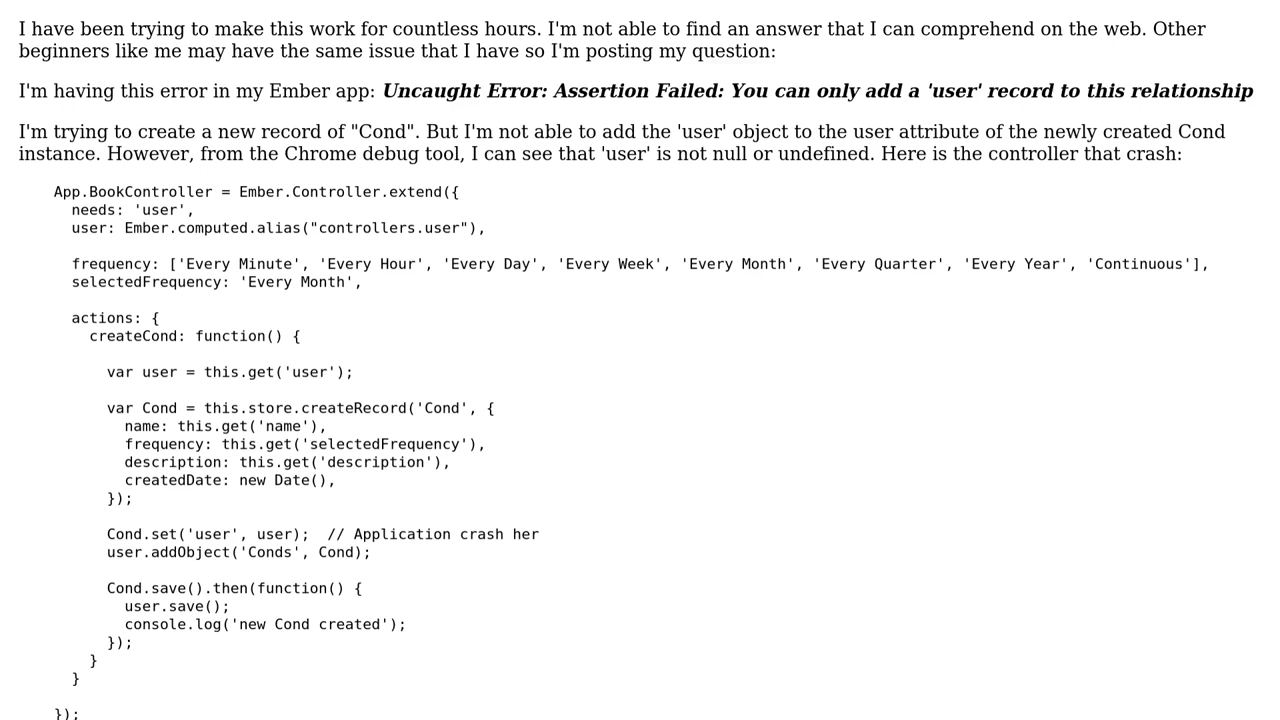 I have been trying to make this work for countless hours. I'm not able to find an answer that I can comprehend on the web. Other
beginners like me may have the same issue that I have so I'm posting my question:
I'm having this error in my Ember app: Uncaught Error: Assertion Failed: You can only add a 'user' record to this relationship
I'm trying to create a new record of "Cond". But I'm not able to add the 'user' object to the user attribute of the newly created Cond
instance. However, from the Chrome debug tool, I can see that 'user' is not null or undefined. Here is the controller that crash:
App.BookController = Ember.Controller.extend({
  needs: 'user',
  user: Ember.computed.alias("controllers.user"),
  frequency: ['Every Minute', 'Every Hour', 'Every Day', 'Every Week', 'Every Month', 'Every Quarter', 'Every Year', 'Continuous'],
  selectedFrequency: 'Every Month',
  actions: {
    createCond: function() {
      var user = this.get('user');
      var Cond = this.store.createRecord('Cond', {
        name: this.get('name'),
        frequency: this.get('selectedFrequency'),
        description: this.get('description'),
        createdDate: new Date(),
      });
      Cond.set('user', user);  // Application crash her
      user.addObject('Conds', Cond);
      Cond.save().then(function() {
        user.save();
        console.log('new Cond created');
      });
    }
  }
});